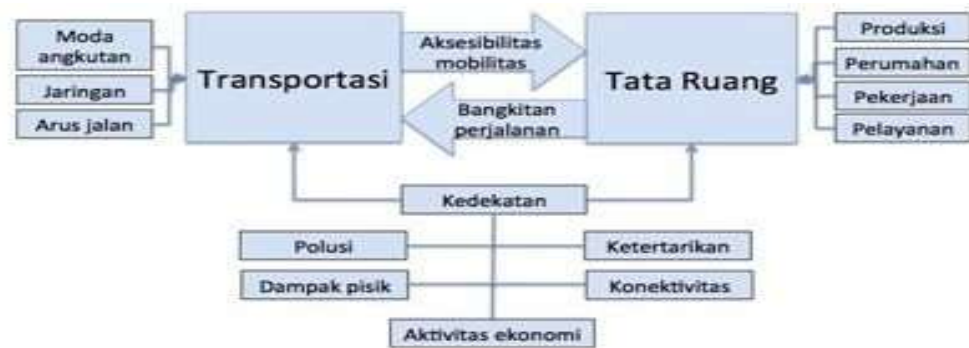 Moda
angkutan
Jaringan
Arus jalan
Transportasi
Aksesibilitas
mobilitas
Bangkitan
perjalanan
Tata Ruang
Produksi
Perumahan
Pekerjaan
Pelayanan
Kedekatan
Polusi
Ketertarikan
Dampak pisik
Konektivitas
Aktivitas ekonomi